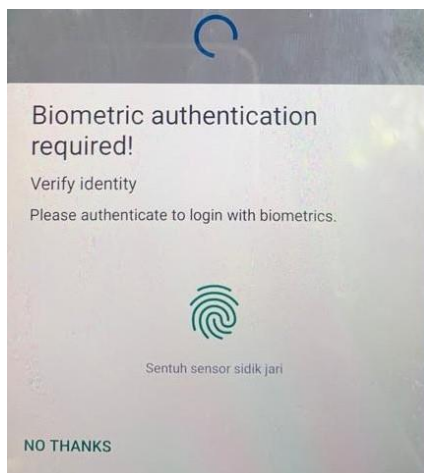 Biometric authentication
required!
Verify identity
Please authenticate to login with biometrics.
Sentuh sensor sidik jari
NO THANKS